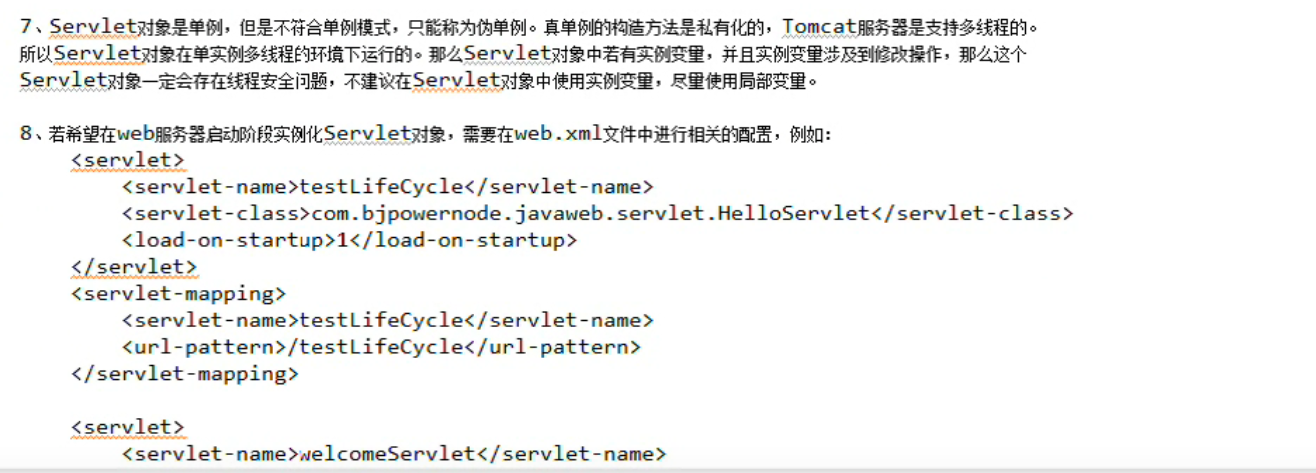 7、Servlet对象是单例，但是不符合单例模式，只能称为伪单例。真单例的构造方法是私有化的，Tomcat服务器是支持多线程的。
所以Servlet对象在单实例多线程的环境下运行的。那么Servlet对象中若有实例变量，并且实例变量涉及到修改操作，那么这个
Servlet对象一定会存在线程安全问题，不建议在Servlet对象中使用实例变量，尽量使用局部变量。
8、若希望在web服务器启动阶段实例化Servlet对象，需要在web.xml文件中进行相关的配置，例如：
<servlet>
<servlet-name>testLifeCycle</servlet-name>
<servlet-class>com.bjpowernode.javaweb.servlet.HelloServlet</servlet-class>
<load-on-startup>1</load-on-startup>
</servlet>
<servlet-mapping>
<servlet-name>testLifeCycle</servlet-name>
<url-pattern>/testLifeCycle</url-pattern>
</servlet-mapping>
<servlet>
<servlet-name>welcomeServlet</servlet-name>